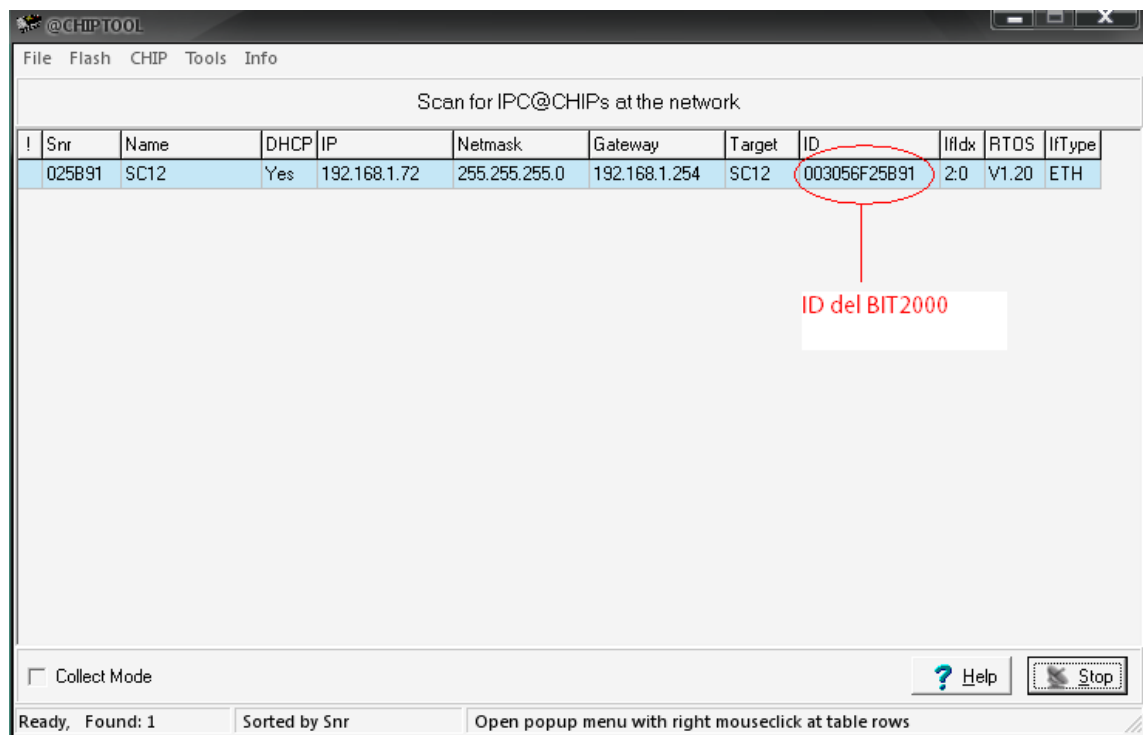 @CHIPTOOL
File Flash CHIP Tools Info
Scan for IPC@CHIPs at the network
! Snr Name DHCP IP Netmask Gateway Target ID IfIdx RTOS IfType
025B91 SC12 Yes 192.168.1.72 255.255.255.0 192.168.1.254 SC12 003056F25B91 2:0 V1.20 ETH
ID del BIT2000
Collect Mode ? Help Stop
Ready, Found: 1 Sorted by Snr Open popup menu with right mouseclick at table rows